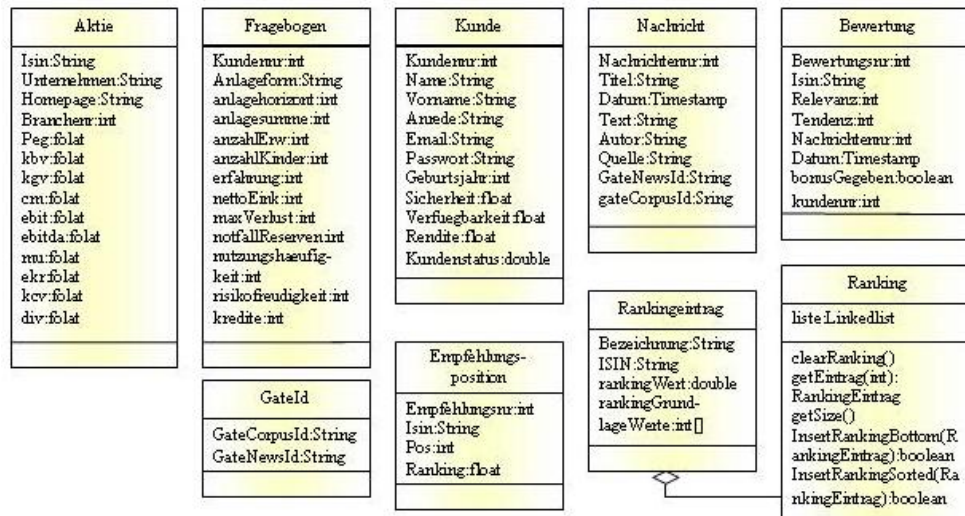 Aktie
Isin:String
Unternehmen:String
Homepage:String
Branchenr:int
Peg:folat
kbv:folat
kgv:folat
cm:folat
ebit:folat
ebitda:folat
mu:folat
ekr:folat
kcv:folat
div:folat
Fragebogen
Kundennr:int
Anlageform:String
anlagehorizont:int
anlagesumme:int
anzahlErw:int
anzahlKinder:int
erfahrung:int
nettoEink:int
maxVerlust:int
notfallReserven:int
nutzungshaeufig-
keit:int
risikofreudigkeit:int
kredite:int
Kunde
Kundennr:int
Name:String
Vorname:String
Anrede:String
Email:String
Passwort:String
Geburtsjahr:int
Sicherheit:float
Verfuegbarkeit:float
Rendite:float
Kundenstatus:double
Nachricht
Nachrichtennr:int
Titel:String
Datum:Timestamp
Text:String
Autor:String
Quelle:String
GateNewsId:String
gateCorpusId:Sring
Bewertung
Bewertungsnr:int
Isin:String
Relevanz:int
Tendenz:int
Nachrichtennr:int
Datum:Timestamp
bonusGegeben:boolean
kundennr:int
GateId
GateCorpusId:String
GateNewsId:String
Empfehlungs-
position
Empfehlungsnr:int
Isin:String
Pos:int
Ranking:float
Rankingeintrag
Bezeichnung:String
ISIN:String
rankingWert:double
rankingGrund-
lageWerte:int[]
Ranking
liste:Linkedlist
clearRanking()
getEintrag(int):
RankingEintrag
getSize()
InsertRankingBottom(R
ankingEintrag):boolean
InsertRankingSorted(Ra
nkingEintrag):boolean